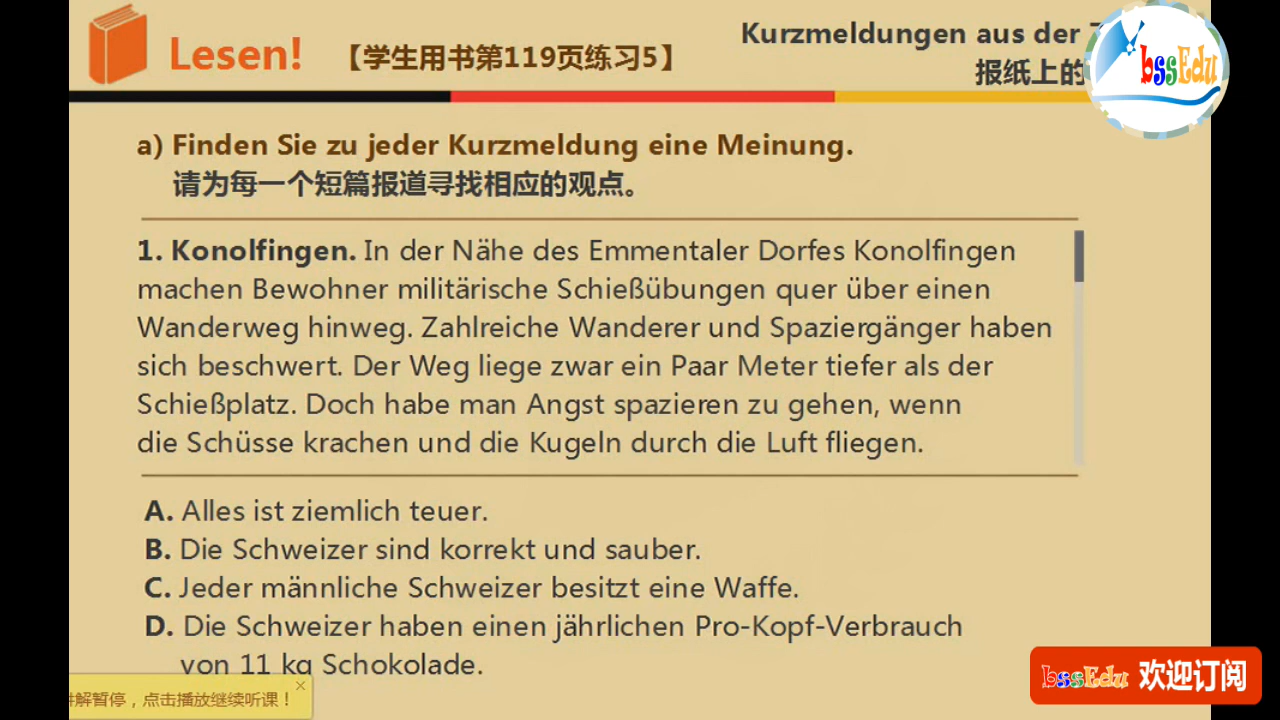 Lesen!
【学生用书第119页练习5】
Kurzmeldungen aus der
报纸上的
bssEdu
a) Finden Sie zu jeder Kurzmeldung eine Meinung.
请为每一个短篇报道寻找相应的观点。
1. Konolfingen. In der Nähe des Emmentaler Dorfes Konolfingen
machen Bewohner militärische Schießübungen quer über einen
Wanderweg hinweg. Zahlreiche Wanderer und Spaziergänger haben
sich beschwert. Der Weg liege zwar ein Paar Meter tiefer als der
Schießplatz. Doch habe man Angst spazieren zu gehen, wenn
die Schüsse krachen und die Kugeln durch die Luft fliegen.
A. Alles ist ziemlich teuer.
B. Die Schweizer sind korrekt und sauber.
C. Jeder männliche Schweizer besitzt eine Waffe.
D. Die Schweizer haben einen jährlichen Pro-Kopf-Verbrauch
von 11 kg Schokolade.
解暂停，点击播放继续听课！
bssEdu 欢迎订阅